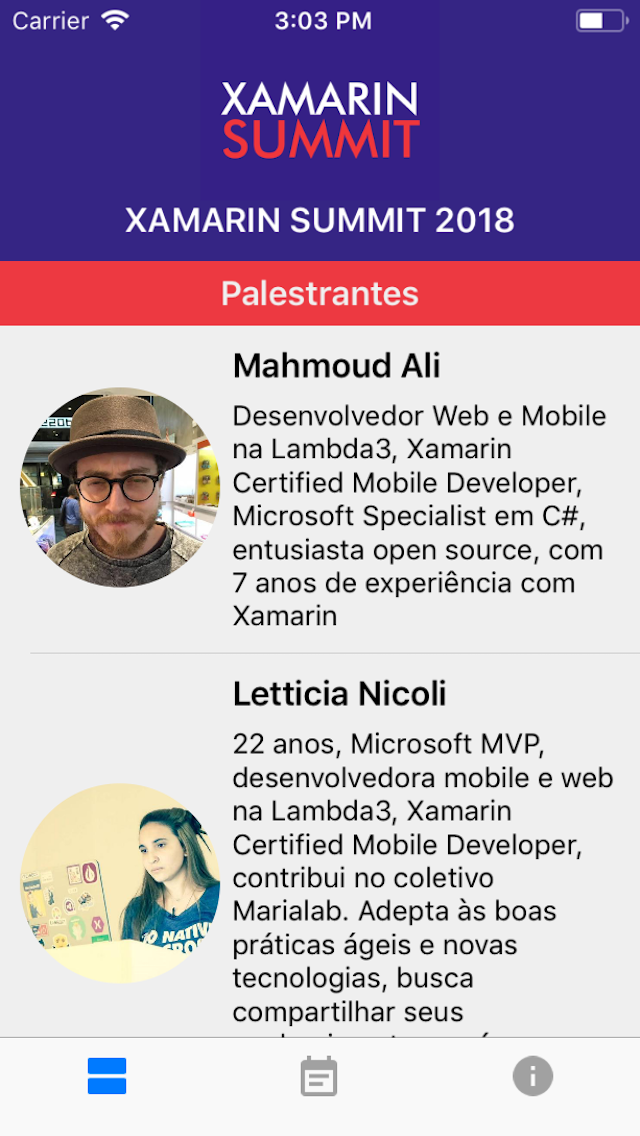 Carrier 3:03 PM
XAMARIN
SUMMIT
XAMARIN SUMMIT 2018
Palestrantes
Mahmoud Ali
Desenvolvedor Web e Mobile
na Lambda3, Xamarin
Certified Mobile Developer,
Microsoft Specialist em C#,
entusiasta open source, com
7 anos de experiência com
Xamarin
Letticia Nicoli
22 anos, Microsoft MVP,
desenvolvedora mobile e web
na Lambda3, Xamarin
Certified Mobile Developer,
contribui no coletivo
Marialab. Adepta às boas
práticas ágeis e novas
tecnologias, busca
compartilhar seus